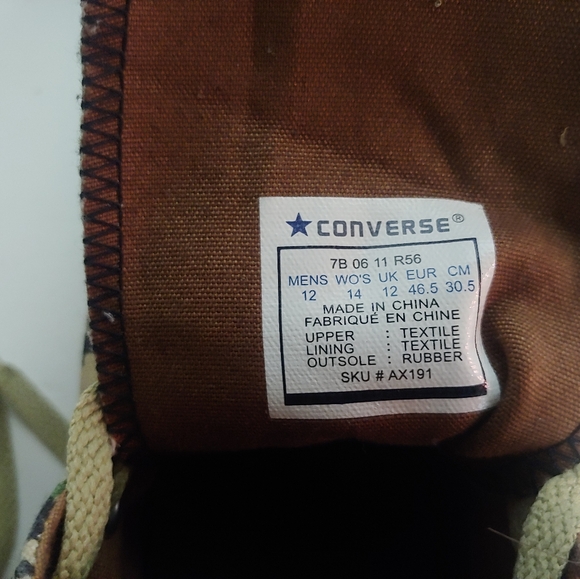 CONVERSE®
7B 06 11 R56
MENS WO'S UK EUR CM
12 14 12 46.5 30.5
MADE IN CHINA
FABRIQUÉ EN CHINE
UPPER : TEXTILE
LINING : TEXTILE
OUTSOLE : RUBBER
SKU # AX191